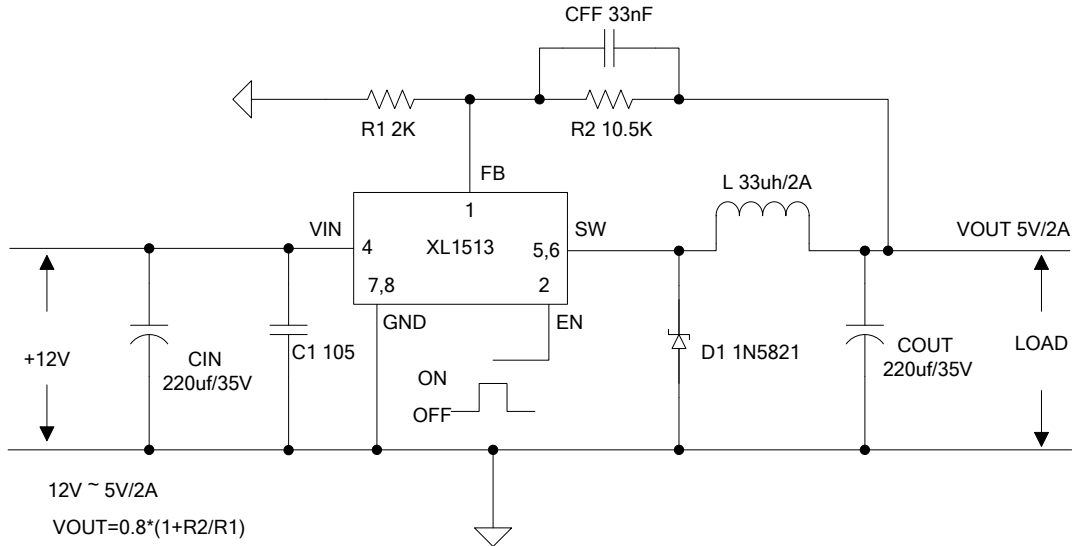 CFF 33nF
R1 2K
R2 10.5K
FB
L 33uh/2A
1
VIN
SW
VOUT 5V/2A
4
XL1513
5,6
7,8
2
GND
EN
+12V
CIN
220uf/35V
C1 105
D1 1N5821
COUT
220uf/35V
LOAD
ON
OFF
12V ~ 5V/2A
VOUT=0.8*(1+R2/R1)